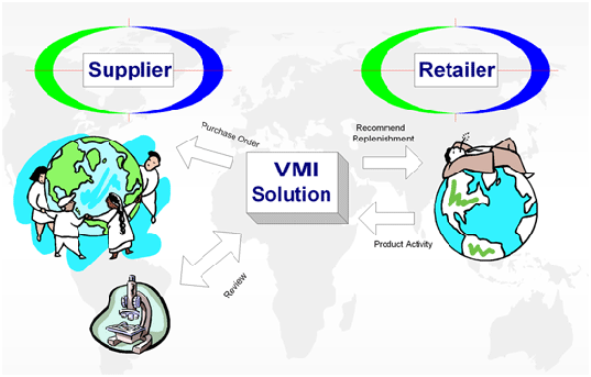 Supplier
Retailer
Purchase Order
Recommend
Replenishment
VMI
Solution
Product Activity
Review